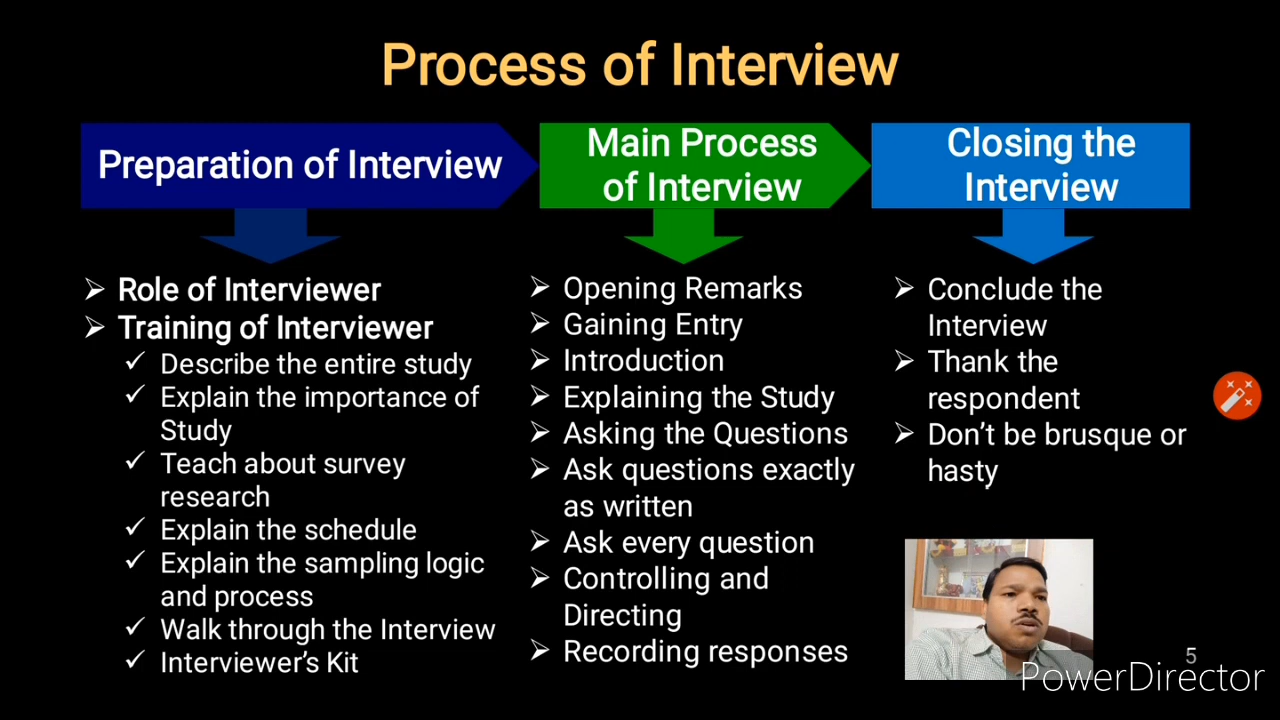 Process of Interview
Preparation of Interview
➢ Role of Interviewer
➢ Training of Interviewer
✓ Describe the entire study
✓ Explain the importance of
Study
✓ Teach about survey
research
✓ Explain the schedule
✓ Explain the sampling logic
and process
✓ Walk through the Interview
✓ Interviewer's Kit
Main Process
of Interview
➢ Opening Remarks
➢ Gaining Entry
➢ Introduction
➢ Explaining the Study
➢ Asking the Questions
➢ Ask questions exactly
as written
➢ Ask every question
➢ Controlling and
Directing
➢ Recording responses
Closing the
Interview
➢ Conclude the
Interview
➢ Thank the
respondent
➢ Don't be brusque or
hasty
5
PowerDirector